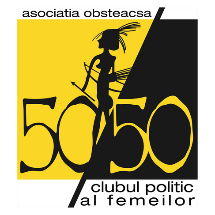 asociatia obsteacsa
50/50
clubul politic
al femeilor